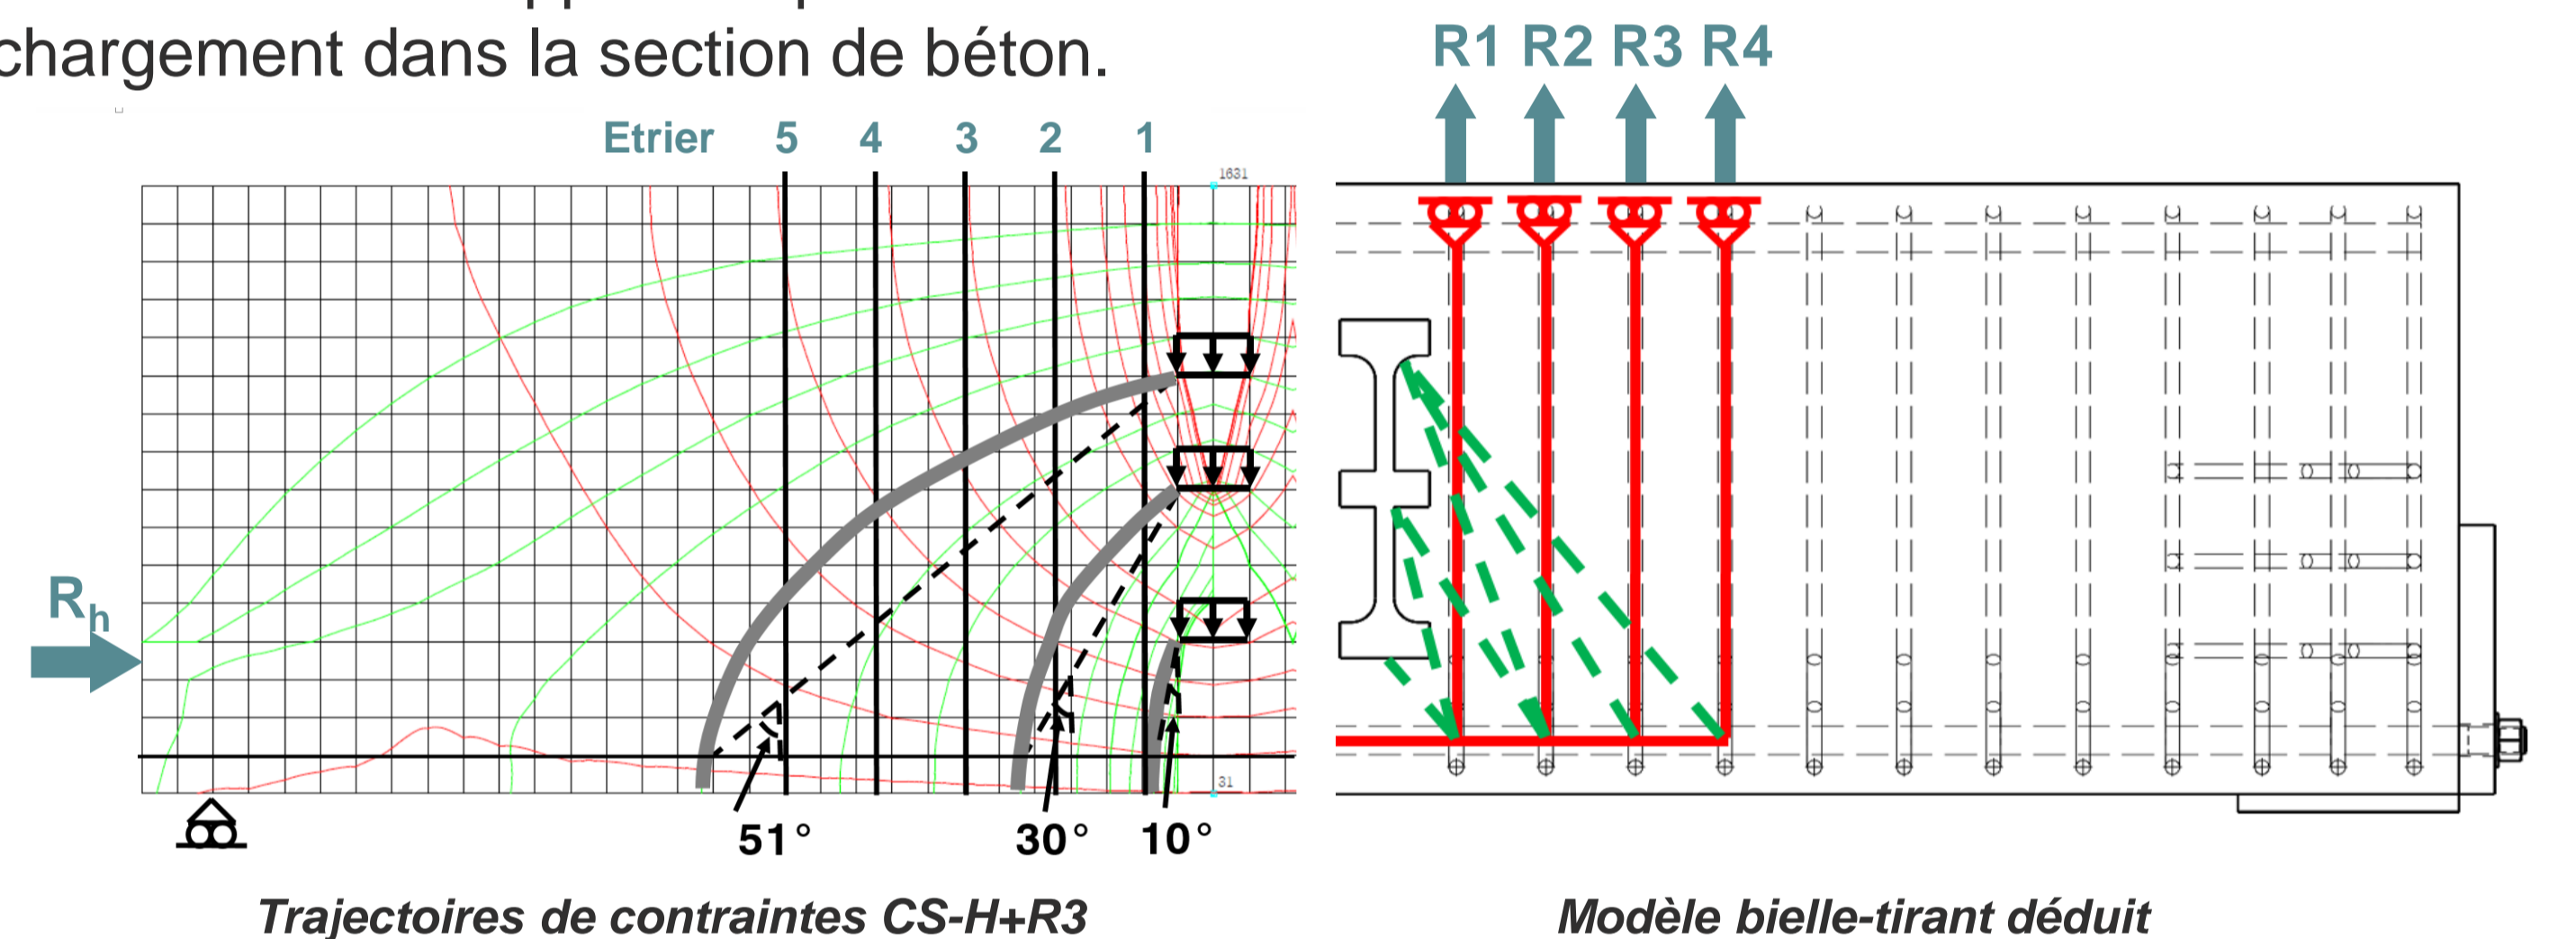 chargement dans la section de béton.
R1 R2 R3 R4
Etrier 5 4 3 2 1
1631
Rh
31
51° 30° 10°
Trajectoires de contraintes CS-H+R3
Modèle bielle-tirant déduit